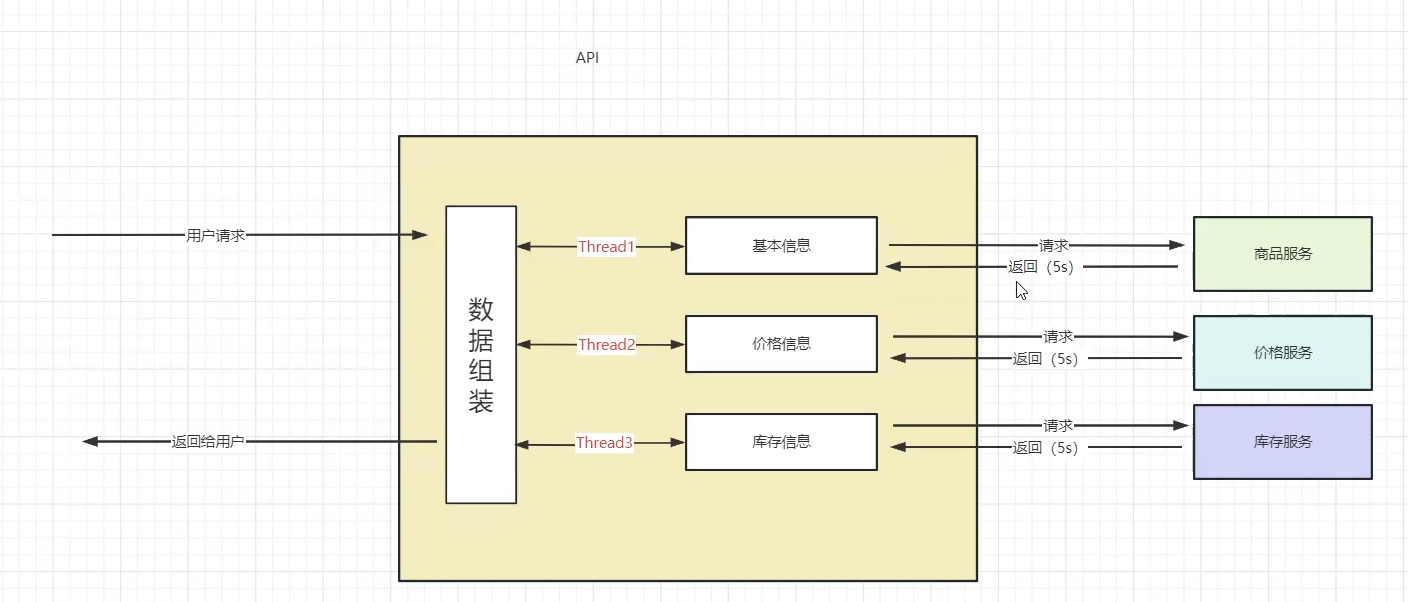 API
用户请求
Thread1
基本信息
请求
返回（5s）
商品服务
数据组装
Thread2
价格信息
请求
返回（5s）
价格服务
返回给用户
Thread3
库存信息
请求
返回（5s）
库存服务